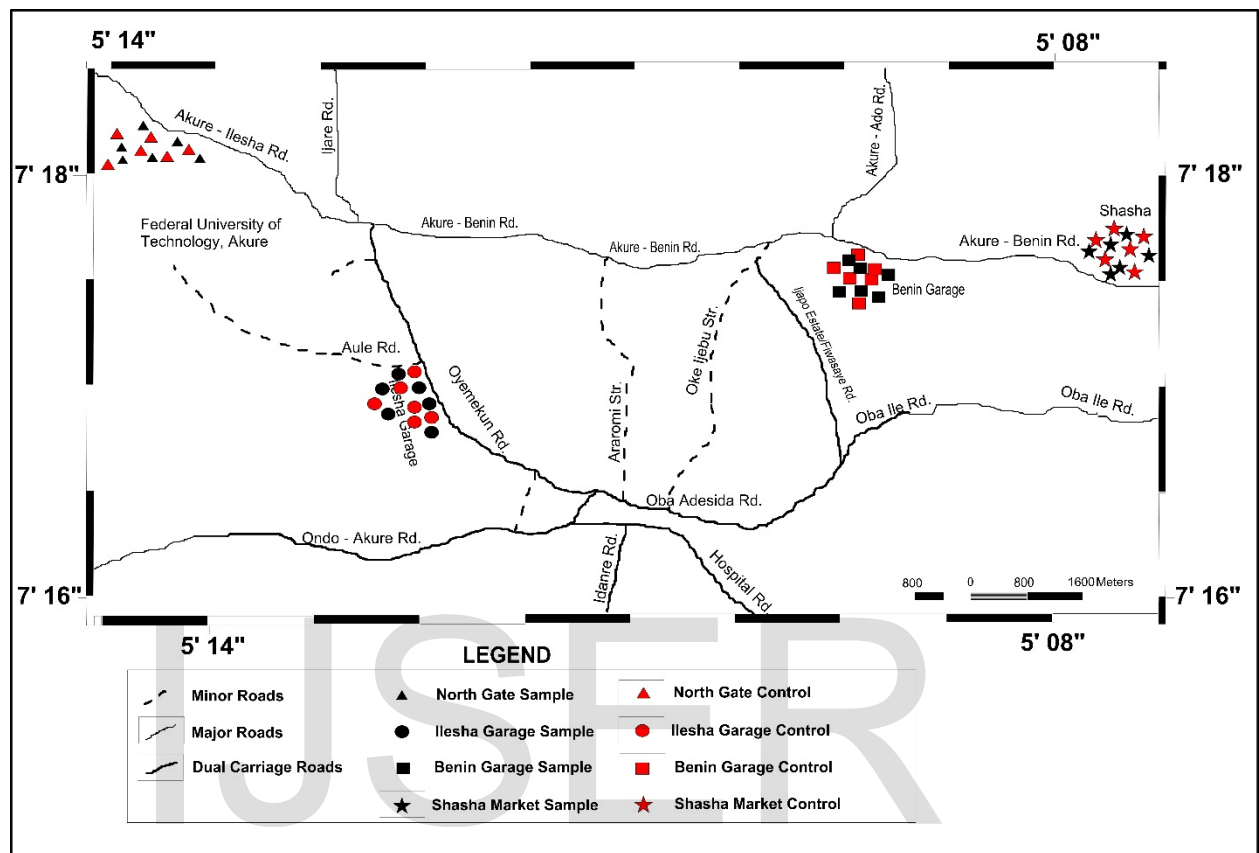 5' 14"
5' 08"
Akure - Ilesha Rd.
Ijare Rd.
Akure - Ado Rd.
7' 18"
7' 18"
Federal University of
Technology, Akure
Akure - Benin Rd.
Akure - Benin Rd.
Akure - Benin Rd.
Shasha
Benin Garage
Aule Rd.
Ilesha Garage
Oyemekun Rd.
Araromi Str.
Oke Ijebu Str.
Ijapo Estate/Fiwasaye Rd.
Oba Ile Rd.
Oba Ile Rd.
Oba Adesida Rd.
Ondo - Akure Rd.
Idanre Rd.
Hospital Rd.
800 0 800 1600 Meters
7' 16"
7' 16"
5' 14"
5' 08"
IJSER
LEGEND
Minor Roads
North Gate Sample
North Gate Control
Major Roads
Ilesha Garage Sample
Ilesha Garage Control
Dual Carriage Roads
Benin Garage Sample
Benin Garage Control
Shasha Market Sample
Shasha Market Control